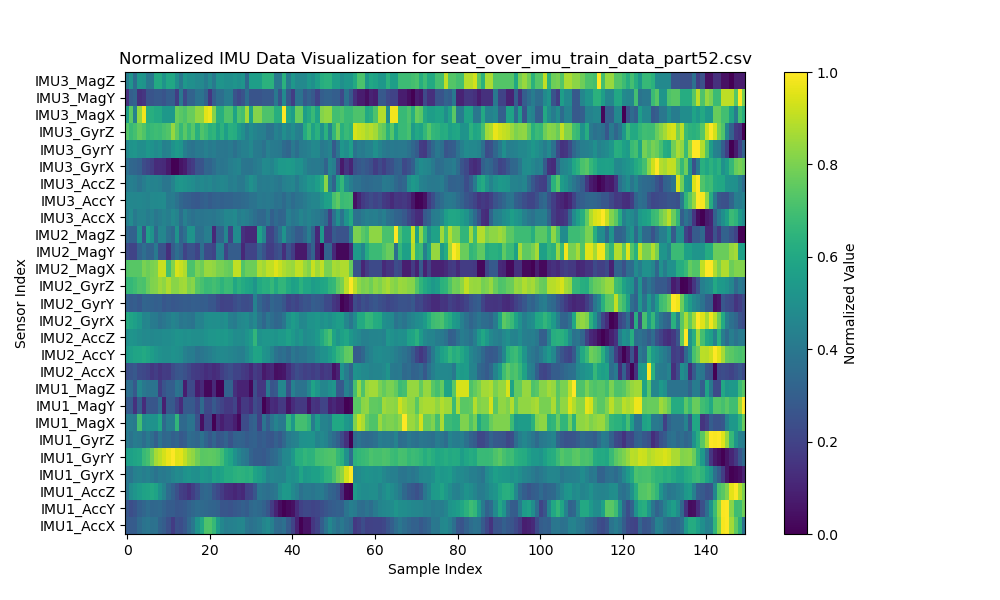 Normalized IMU Data Visualization for seat_over_imu_train_data_part52.csv
IMU3_MagZ
IMU3_MagY
IMU3_MagX
IMU3_GyrZ
IMU3_GyrY
IMU3_GyrX
IMU3_AccZ
IMU3_AccY
IMU3_AccX
IMU2_MagZ
IMU2_MagY
IMU2_MagX
IMU2_GyrZ
IMU2_GyrY
IMU2_GyrX
IMU2_AccZ
IMU2_AccY
IMU2_AccX
IMU1_MagZ
IMU1_MagY
IMU1_MagX
IMU1_GyrZ
IMU1_GyrY
IMU1_GyrX
IMU1_AccZ
IMU1_AccY
IMU1_AccX
Sensor Index
0 20 40 60 80 100 120 140
Sample Index
1.0
0.8
0.6
0.4
0.2
0.0
Normalized Value